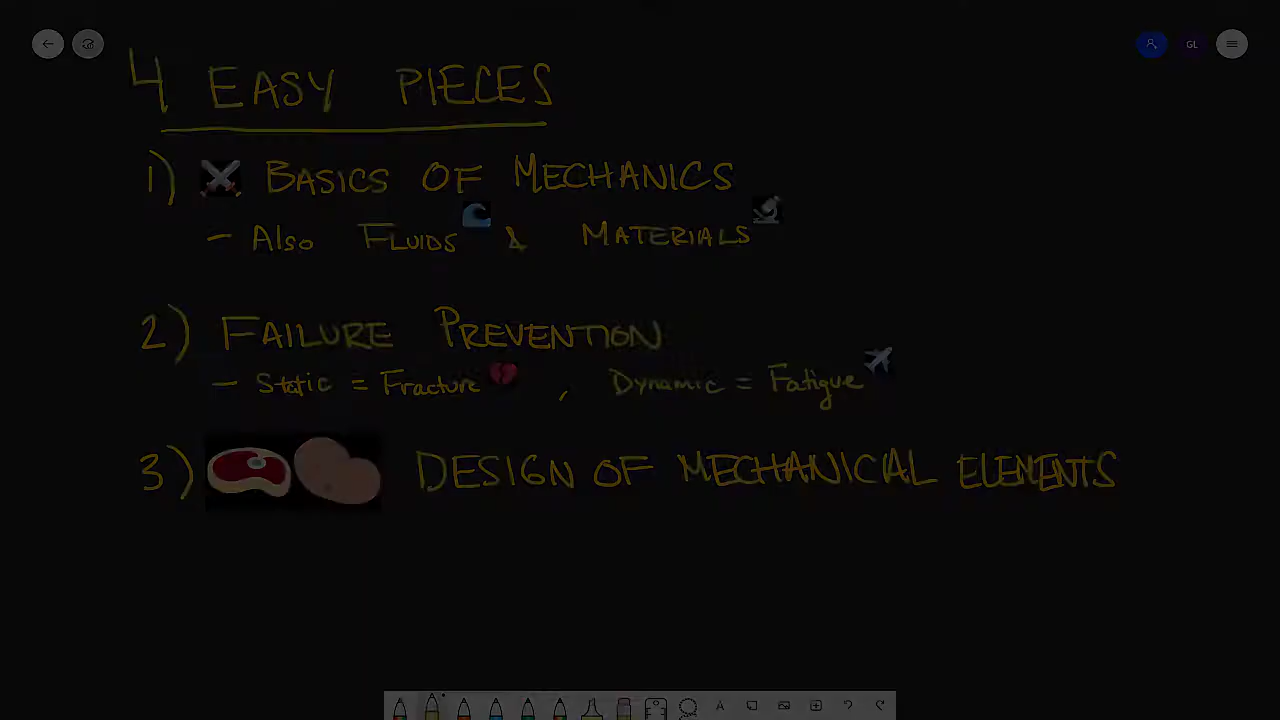 GL
4 EASY PIECES
1) BASICS OF MECHANICS
- ALSO FLUIDS & MATERIALS
2) FAILURE PREVENTION
- Static = Fracture , Dynamic = Fatigue
3) DESIGN OF MECHANICAL ELEMENTS
A